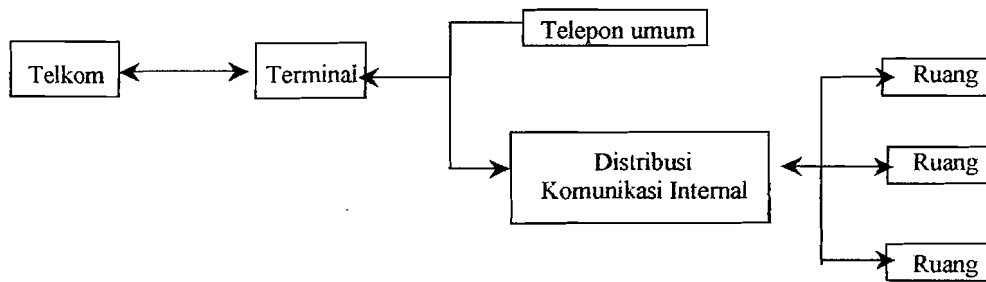 Telepon umum
Telkom
Terminal
Ruang
Distribusi
Komunikasi Internal
Ruang
Ruang